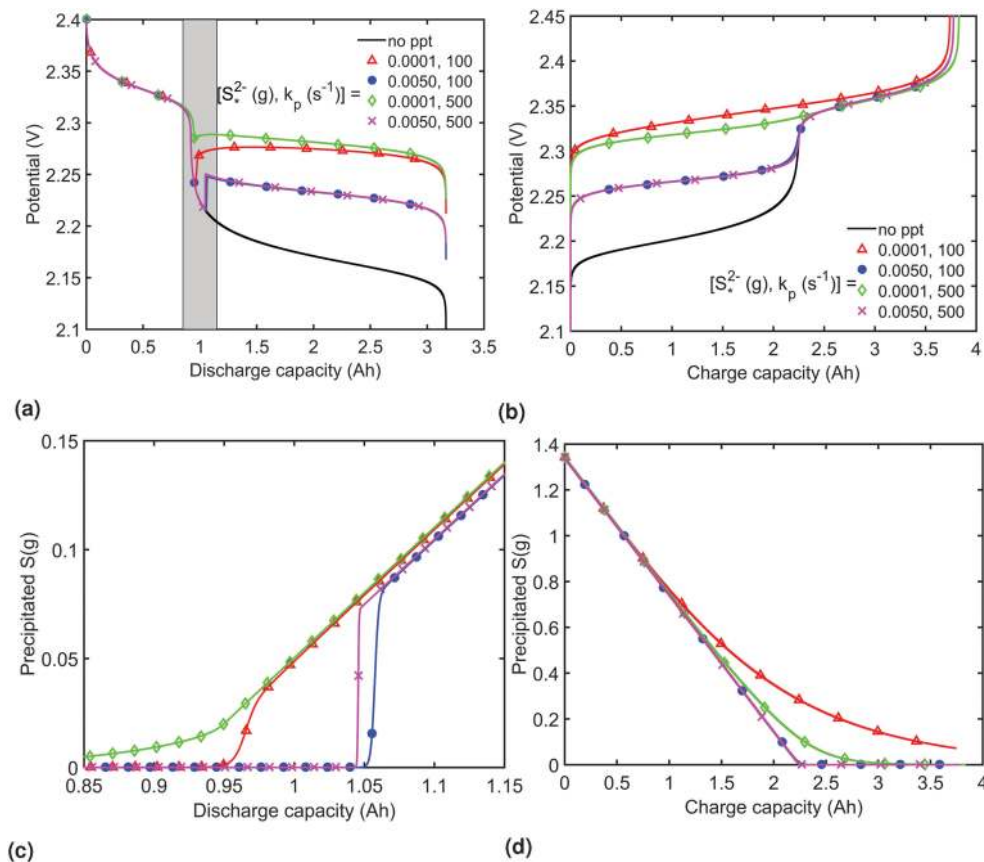 2.4
2.35
2.3
2.25
2.2
2.15
2.1
Potential (V)
0 0.5 1 1.5 2 2.5 3 3.5
Discharge capacity (Ah)
no ppt
0.0001, 100
0.0050, 100
0.0001, 500
0.0050, 500
[S*2- (g), kp (s-1)] =
(a)
2.45
2.4
2.35
2.3
2.25
2.2
2.15
2.1
Potential (V)
0 0.5 1 1.5 2 2.5 3 3.5 4
Charge capacity (Ah)
no ppt
0.0001, 100
0.0050, 100
0.0001, 500
0.0050, 500
[S*2- (g), kp (s-1)] =
(b)
0.15
0.1
0.05
0
Precipitated S(g)
0.85 0.9 0.95 1 1.05 1.1 1.15
Discharge capacity (Ah)
(c)
1.4
1.2
1
0.8
0.6
0.4
0.2
0
Precipitated S(g)
0 0.5 1 1.5 2 2.5 3 3.5 4
Charge capacity (Ah)
(d)